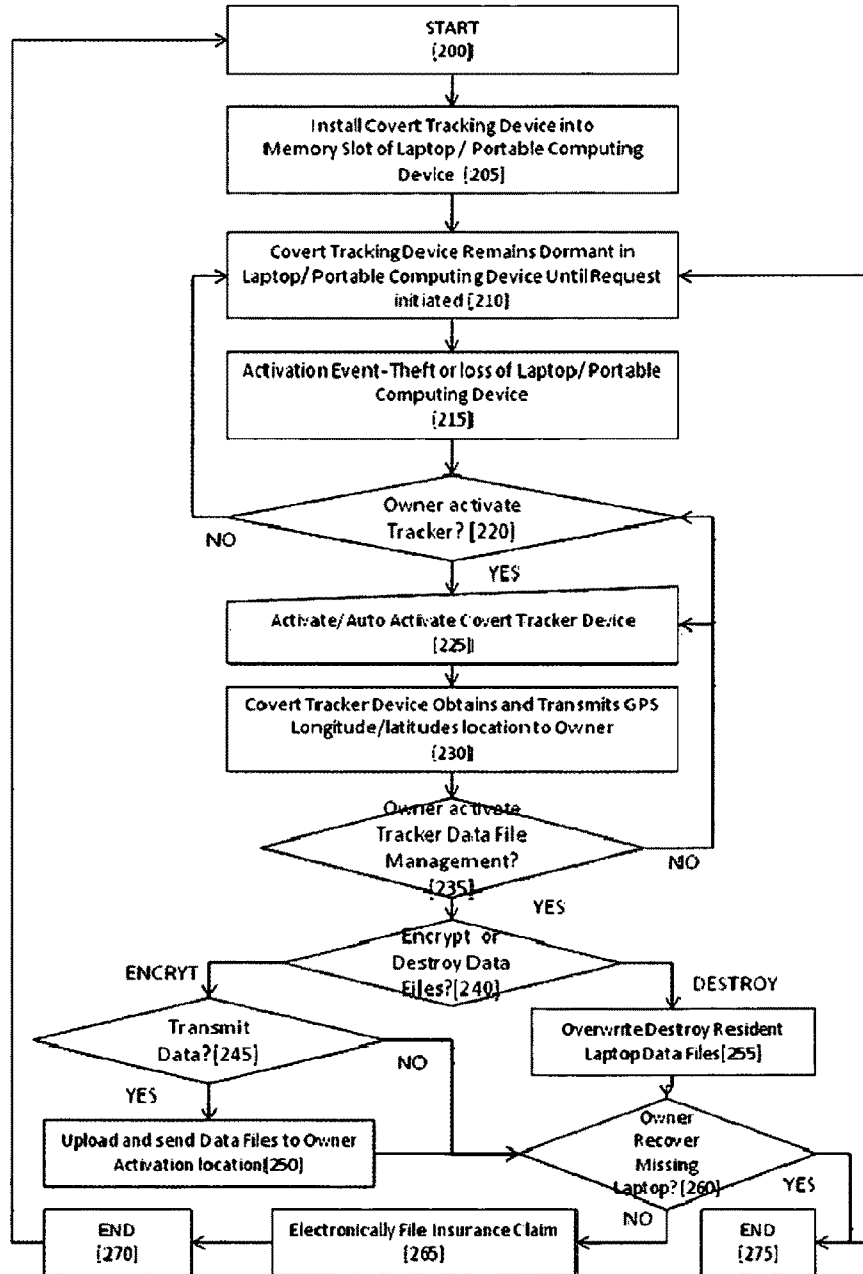 START
[200]
Install Covert Tracking Device into
Memory Slot of Laptop / Portable Computing
Device [205]
Covert Tracking Device Remains Dormant in
Laptop/ Portable Computing Device Until Request
initiated [210]
Activation Event-Theft or loss of Laptop/ Portable
Computing Device
[215]
Owner activate
Tracker? [220]
NO
YES
Activate/Auto Activate Covert Tracker Device
[225]
Covert Tracker Device Obtains and Transmits GPS
Longitude/latitudes location to Owner
[230]
Owner activate
Tracker Data File
Management?
[235]
NO
YES
Encrypt or
Destroy Data
Files?[240]
ENCRYT
DESTROY
Transmit
Data?[245]
NO
YES
Overwrite Destroy Resident
Laptop Data Files[255]
Upload and send Data Files to Owner
Activation location[250]
Owner
Recover
Missing
Laptop?[260]
YES
NO
END
[270]
Electronically File Insurance Claim
[265]
END
[275]